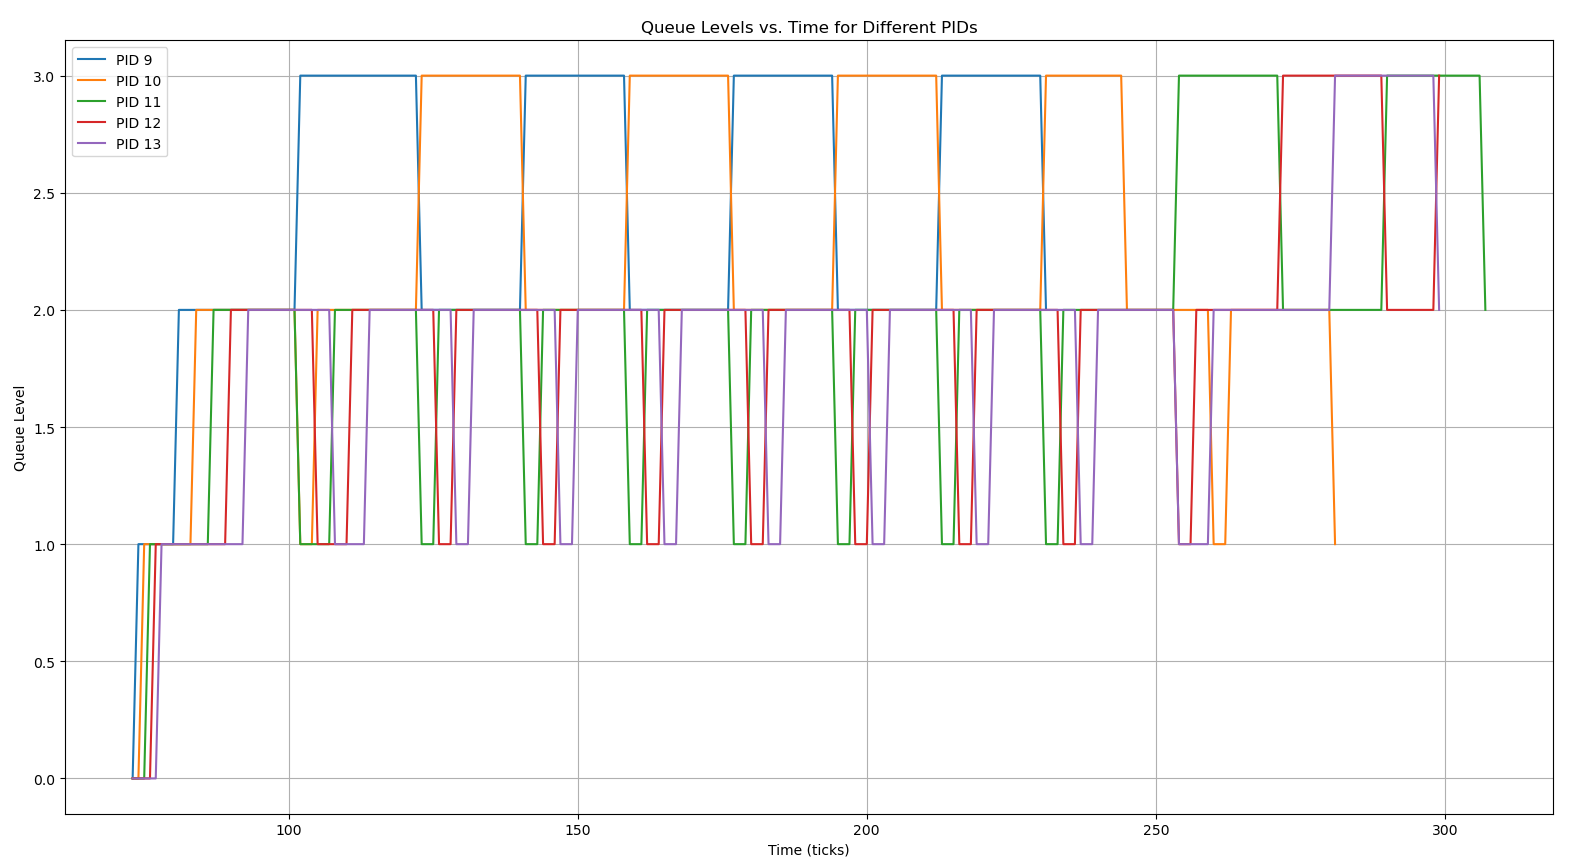 Queue Levels vs. Time for Different PIDs
PID 9
PID 10
PID 11
PID 12
PID 13
3.0
2.5
2.0
1.5
1.0
0.5
0.0
Queue Level
100
150
200
250
300
Time (ticks)